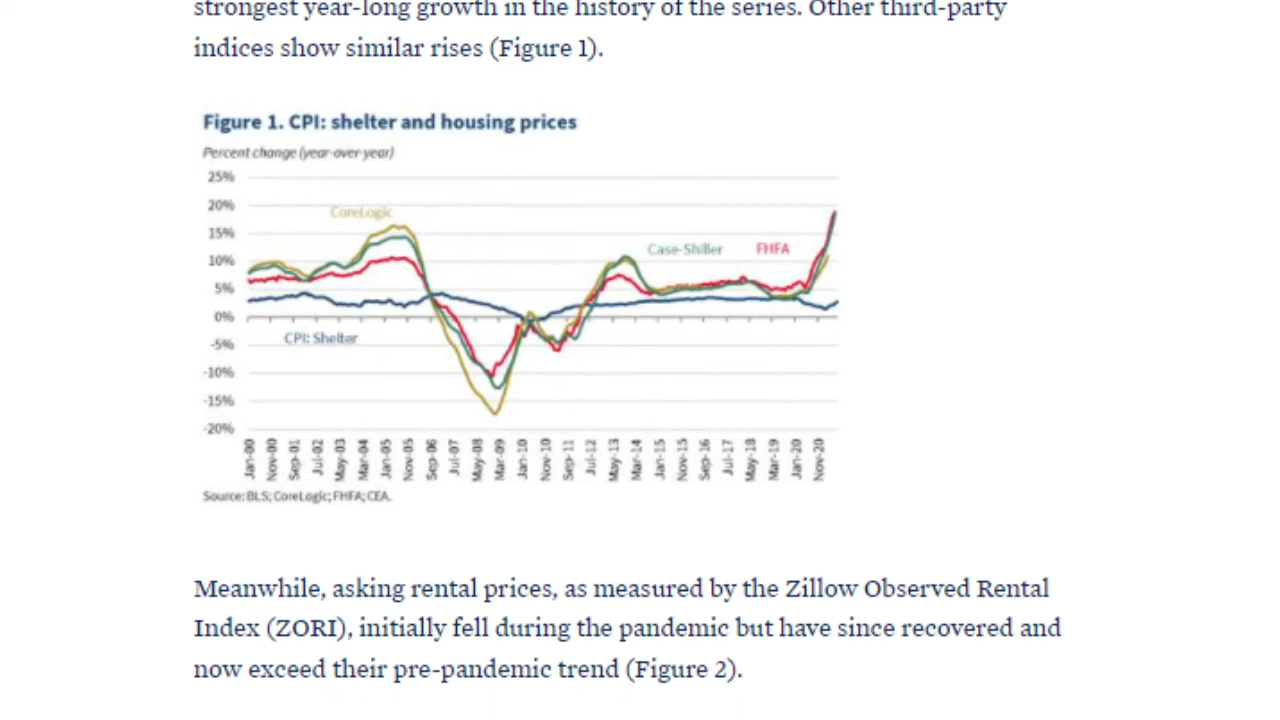 strongest year-long growth in the history of the series. Other third-party
indices show similar rises (Figure 1).
Figure 1. CPI: shelter and housing prices
Percent change (year-over-year)
25%
20%
15%
10%
5%
0%
-5%
-10%
-15%
-20%
CoreLogic
Case-Shiller
FHFA
CPI: Shelter
Jan-00
Nov-00
Sep-01
Jul-02
May-03
Mar-04
Jan-05
Nov-05
Sep-06
Jul-07
May-08
Mar-09
Jan-10
Nov-10
Sep-11
Jul-12
May-13
Mar-14
Jan-15
Nov-15
Sep-16
Jul-17
May-18
Mar-19
Jan-20
Nov-20
Source: BLS; CoreLogic; FHFA; CEA.
Meanwhile, asking rental prices, as measured by the Zillow Observed Rental
Index (ZORI), initially fell during the pandemic but have since recovered and
now exceed their pre-pandemic trend (Figure 2).